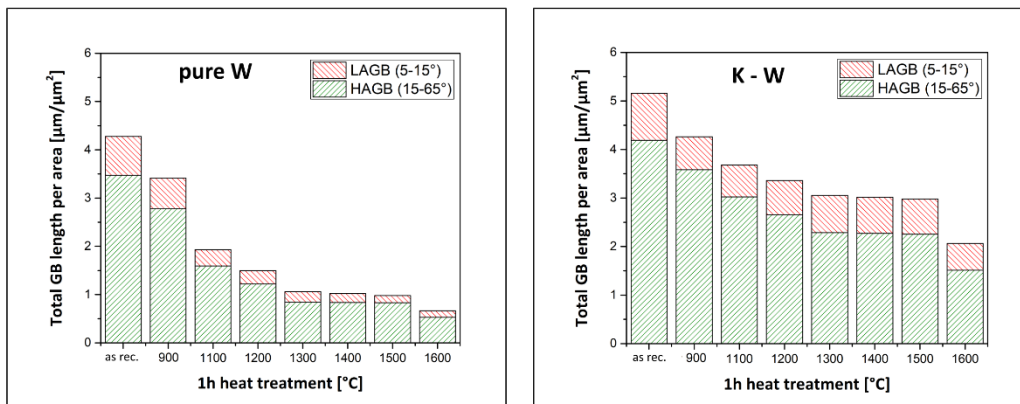 pure W
LAGB (5-15°)
HAGB (15-65°)
Total GB length per area [µm/µm²]
6
5
4
3
2
1
0
as rec. 900 1100 1200 1300 1400 1500 1600
1h heat treatment [°C]
K - W
LAGB (5-15°)
HAGB (15-65°)
Total GB length per area [µm/µm²]
6
5
4
3
2
1
0
as rec. 900 1100 1200 1300 1400 1500 1600
1h heat treatment [°C]